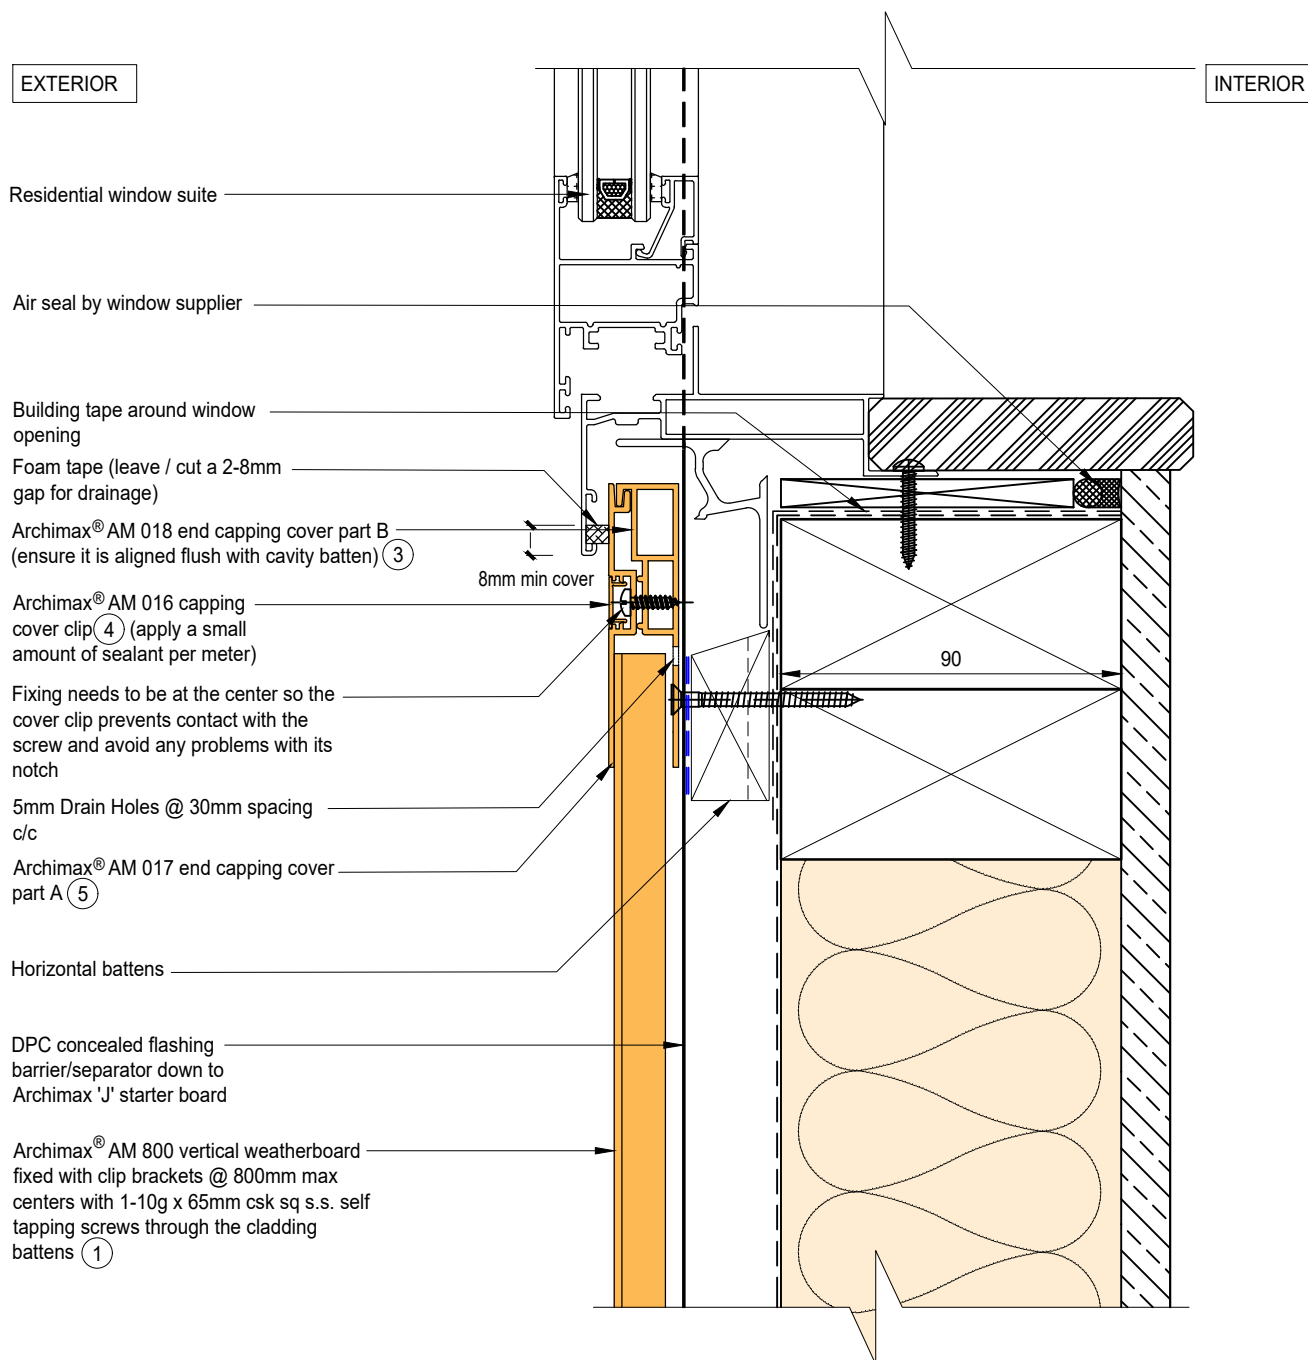 EXTERIOR
INTERIOR
Residential window suite
Air seal by window supplier
Building tape around window
opening
Foam tape (leave / cut a 2-8mm
gap for drainage)
Archimax® AM 018 end capping cover part B
(ensure it is aligned flush with cavity batten) 3
8mm min cover
Archimax® AM 016 capping
cover clip 4 (apply a small
amount of sealant per meter)
90
Fixing needs to be at the center so the
cover clip prevents contact with the
screw and avoid any problems with its
notch
5mm Drain Holes @ 30mm spacing
c/c
Archimax® AM 017 end capping cover
part A 5
Horizontal battens
DPC concealed flashing
barrier/separator down to
Archimax 'J' starter board
Archimax® AM 800 vertical weatherboard
fixed with clip brackets @ 800mm max
centers with 1-10g x 65mm csk sq s.s. self
tapping screws through the cladding
battens 1